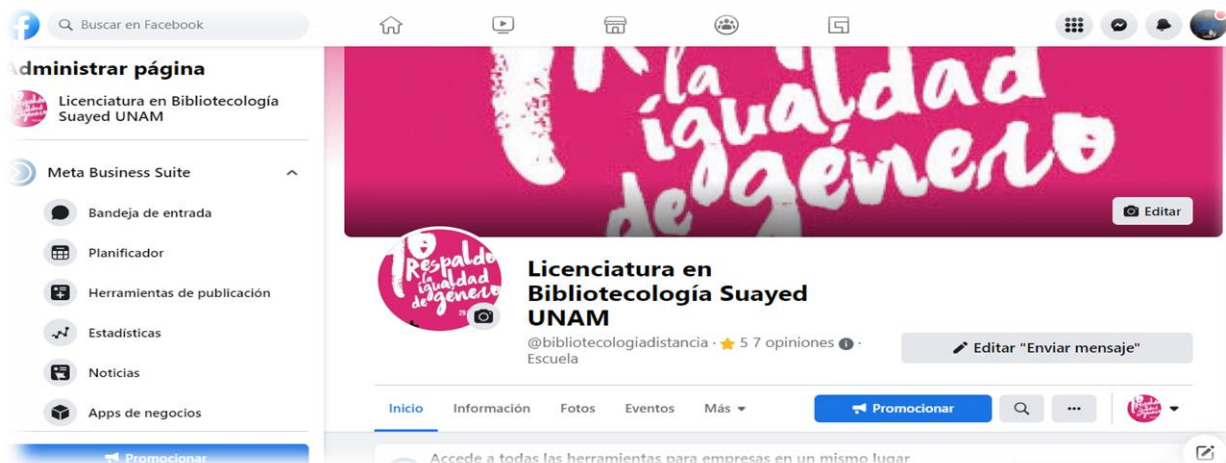 Buscar en Facebook
Administrar página
Licenciatura en Bibliotecología
Suayed UNAM
Meta Business Suite
Bandeja de entrada
Planificador
Herramientas de publicación
Estadísticas
Noticias
Apps de negocios
Promocionar
la
igualdad
de género
Editar
Respaldo
la
igualdad
de género
Licenciatura en
Bibliotecología Suayed
UNAM
@bibliotecologiadistancia · 5 7 opiniones ·
Escuela
Editar "Enviar mensaje"
Inicio Información Fotos Eventos Más
Promocionar
Accede a todas las herramientas para empresas en un mismo lugar